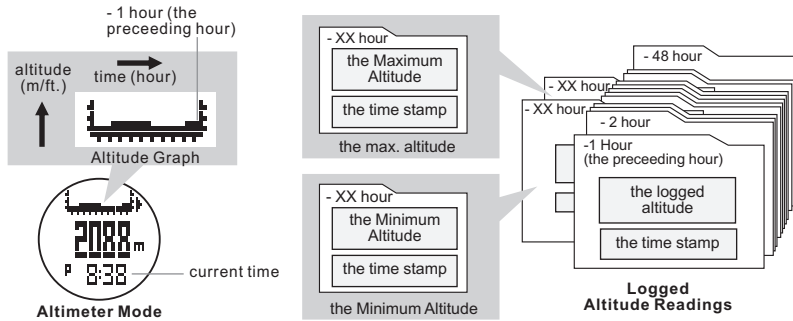 - 1 hour (the
preceeding hour)
altitude
(m/ft.)
time (hour)
Altitude Graph
2088 m
P 8:38
current time
Altimeter Mode
- XX hour
the Maximum
Altitude
the time stamp
the max. altitude
- XX hour
the Minimum
Altitude
the time stamp
the Minimum Altitude
- 48 hour
- XX hour
- XX hour
- 2 hour
-1 Hour
(the preceeding hour)
the logged
altitude
the time stamp
Logged
Altitude Readings